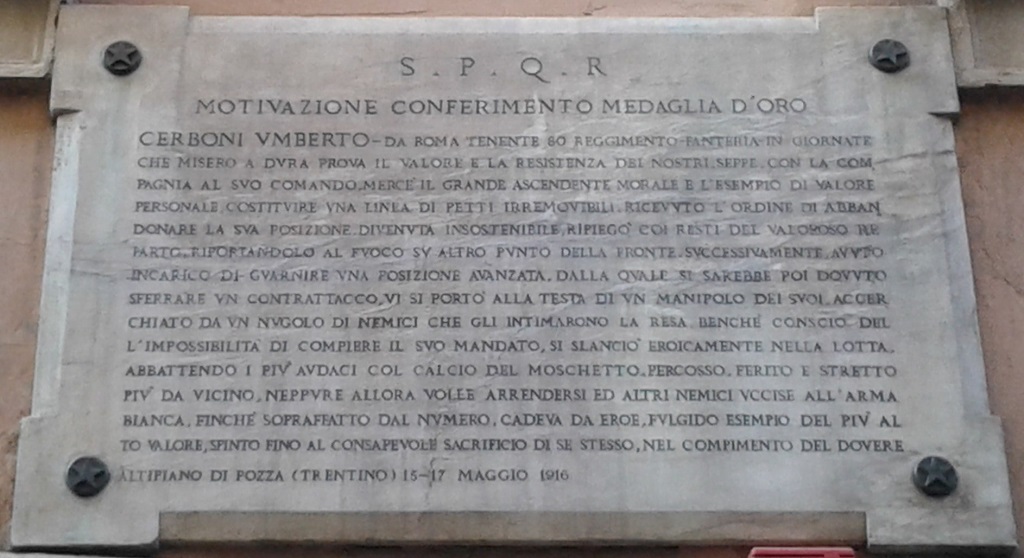 S.P.Q.R
MOTIVAZIONE CONFERIMENTO MEDAGLIA D'ORO
CERBONI VMBERTO-DA ROMA TENENTE 80 REGGIMENTO FANTERIA-IN GIORNATE
CHE MISERO A DVRA PROVA IL VALORE E LA RESISTENZA DEI NOSTRI, SEPPE, CON LA COM
PAGNIA AL SVO COMANDO, MERCE' IL GRANDE ASCENDENTE MORALE E L'ESEMPIO DI VALORE
PERSONALE, COSTITVIRE VNA LINEA DI PETTI IRREMOVIBILI. RICEVVTO L'ORDINE DI ABBAN
DONARE LA SVA POSIZIONE, DIVENVTA INSOSTENIBILE, RIPIEGO' COI RESTI DEL VALOROSO RE
PARTO, RIPORTANDOLO AL FVOCO SV ALTRO PVNTO DELLA FRONTE. SVCCESSIVAMENTE, AVVTO
INCARICO DI GVARNIRE VNA POSIZIONE AVANZATA, DALLA QVALE SI SAREBBE POI DOVVTO
SFERRARE VN CONTRATTACCO, VI SI PORTO' ALLA TESTA DI VN MANIPOLO DEI SVOI. ACCER
CHIATO DA VN NVGOLO DI NEMICI CHE GLI INTIMARONO LA RESA, BENCHE' CONSCIO DEL
L'IMPOSSIBILITA' DI COMPIERE IL SVO MANDATO, SI SLANCIO' EROICAMENTE NELLA LOTTA,
ABBATTENDO I PIV' AVDACI COL CALCIO DEL MOSCHETTO. PERCOSSO, FERITO E STRETTO
PIV' DA VICINO, NEPPVRE ALLORA VOLLE ARRENDERSI ED ALTRI NEMICI VCCISE ALL'ARMA
BIANCA, FINCHE' SOPRAFFATTO DAL NVMERO, CADEVA DA EROE, FVLGIDO ESEMPIO DEL PIV' AL
TO VALORE, SPINTO FINO AL CONSAPEVOLE SACRIFICIO DI SE STESSO, NEL COMPIMENTO DEL DOVERE
ALTIPIANO DI POZZA (TRENTINO) 15-17 MAGGIO 1916